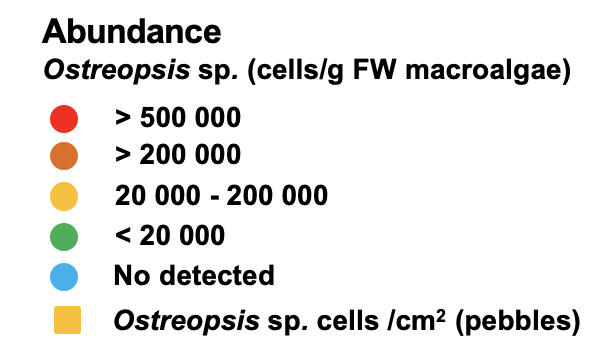 Abundance
Ostreopsis sp. (cells/g FW macroalgae)
> 500 000
> 200 000
20 000 - 200 000
< 20 000
No detected
Ostreopsis sp. cells /cm² (pebbles)